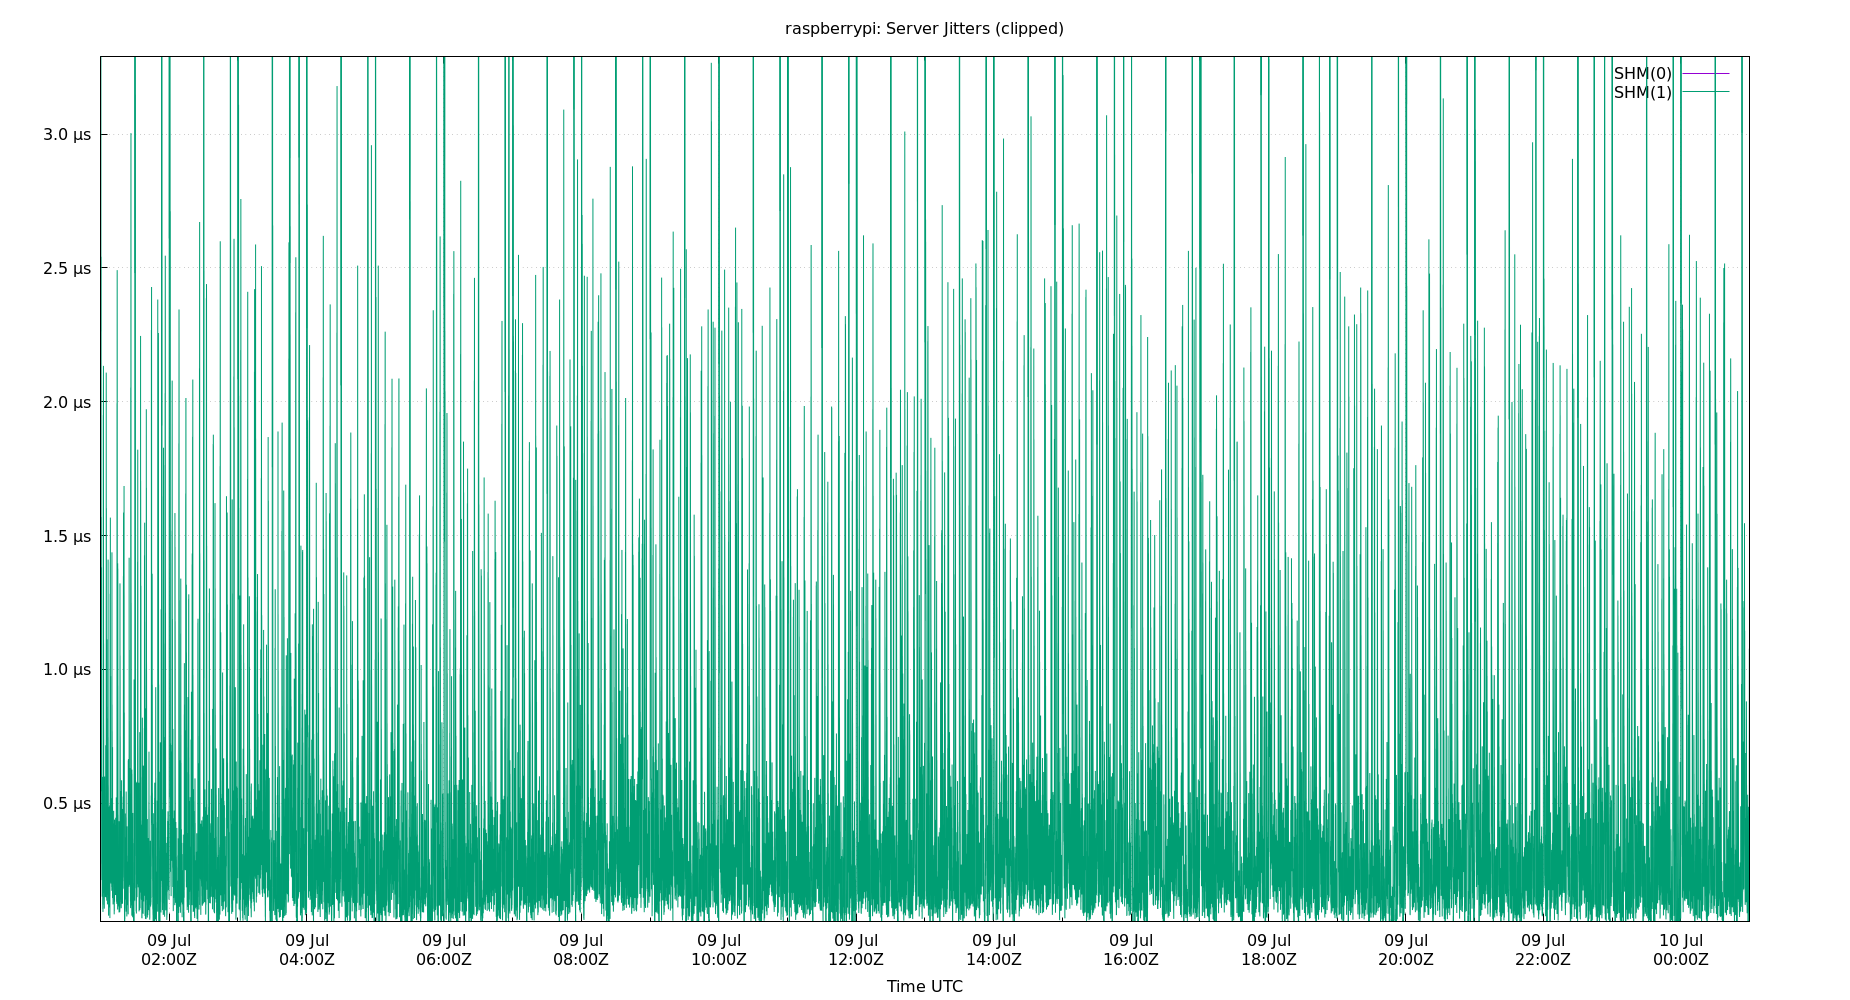 raspberrypi: Server Jitters (clipped)
SHM(0)
SHM(1)
3.0 µs
2.5 µs
2.0 µs
1.5 µs
1.0 µs
0.5 µs
09 Jul 09 Jul 09 Jul 09 Jul 09 Jul 09 Jul 09 Jul 09 Jul 09 Jul 09 Jul 09 Jul 10 Jul
02:00Z 04:00Z 06:00Z 08:00Z 10:00Z 12:00Z 14:00Z 16:00Z 18:00Z 20:00Z 22:00Z 00:00Z
Time UTC